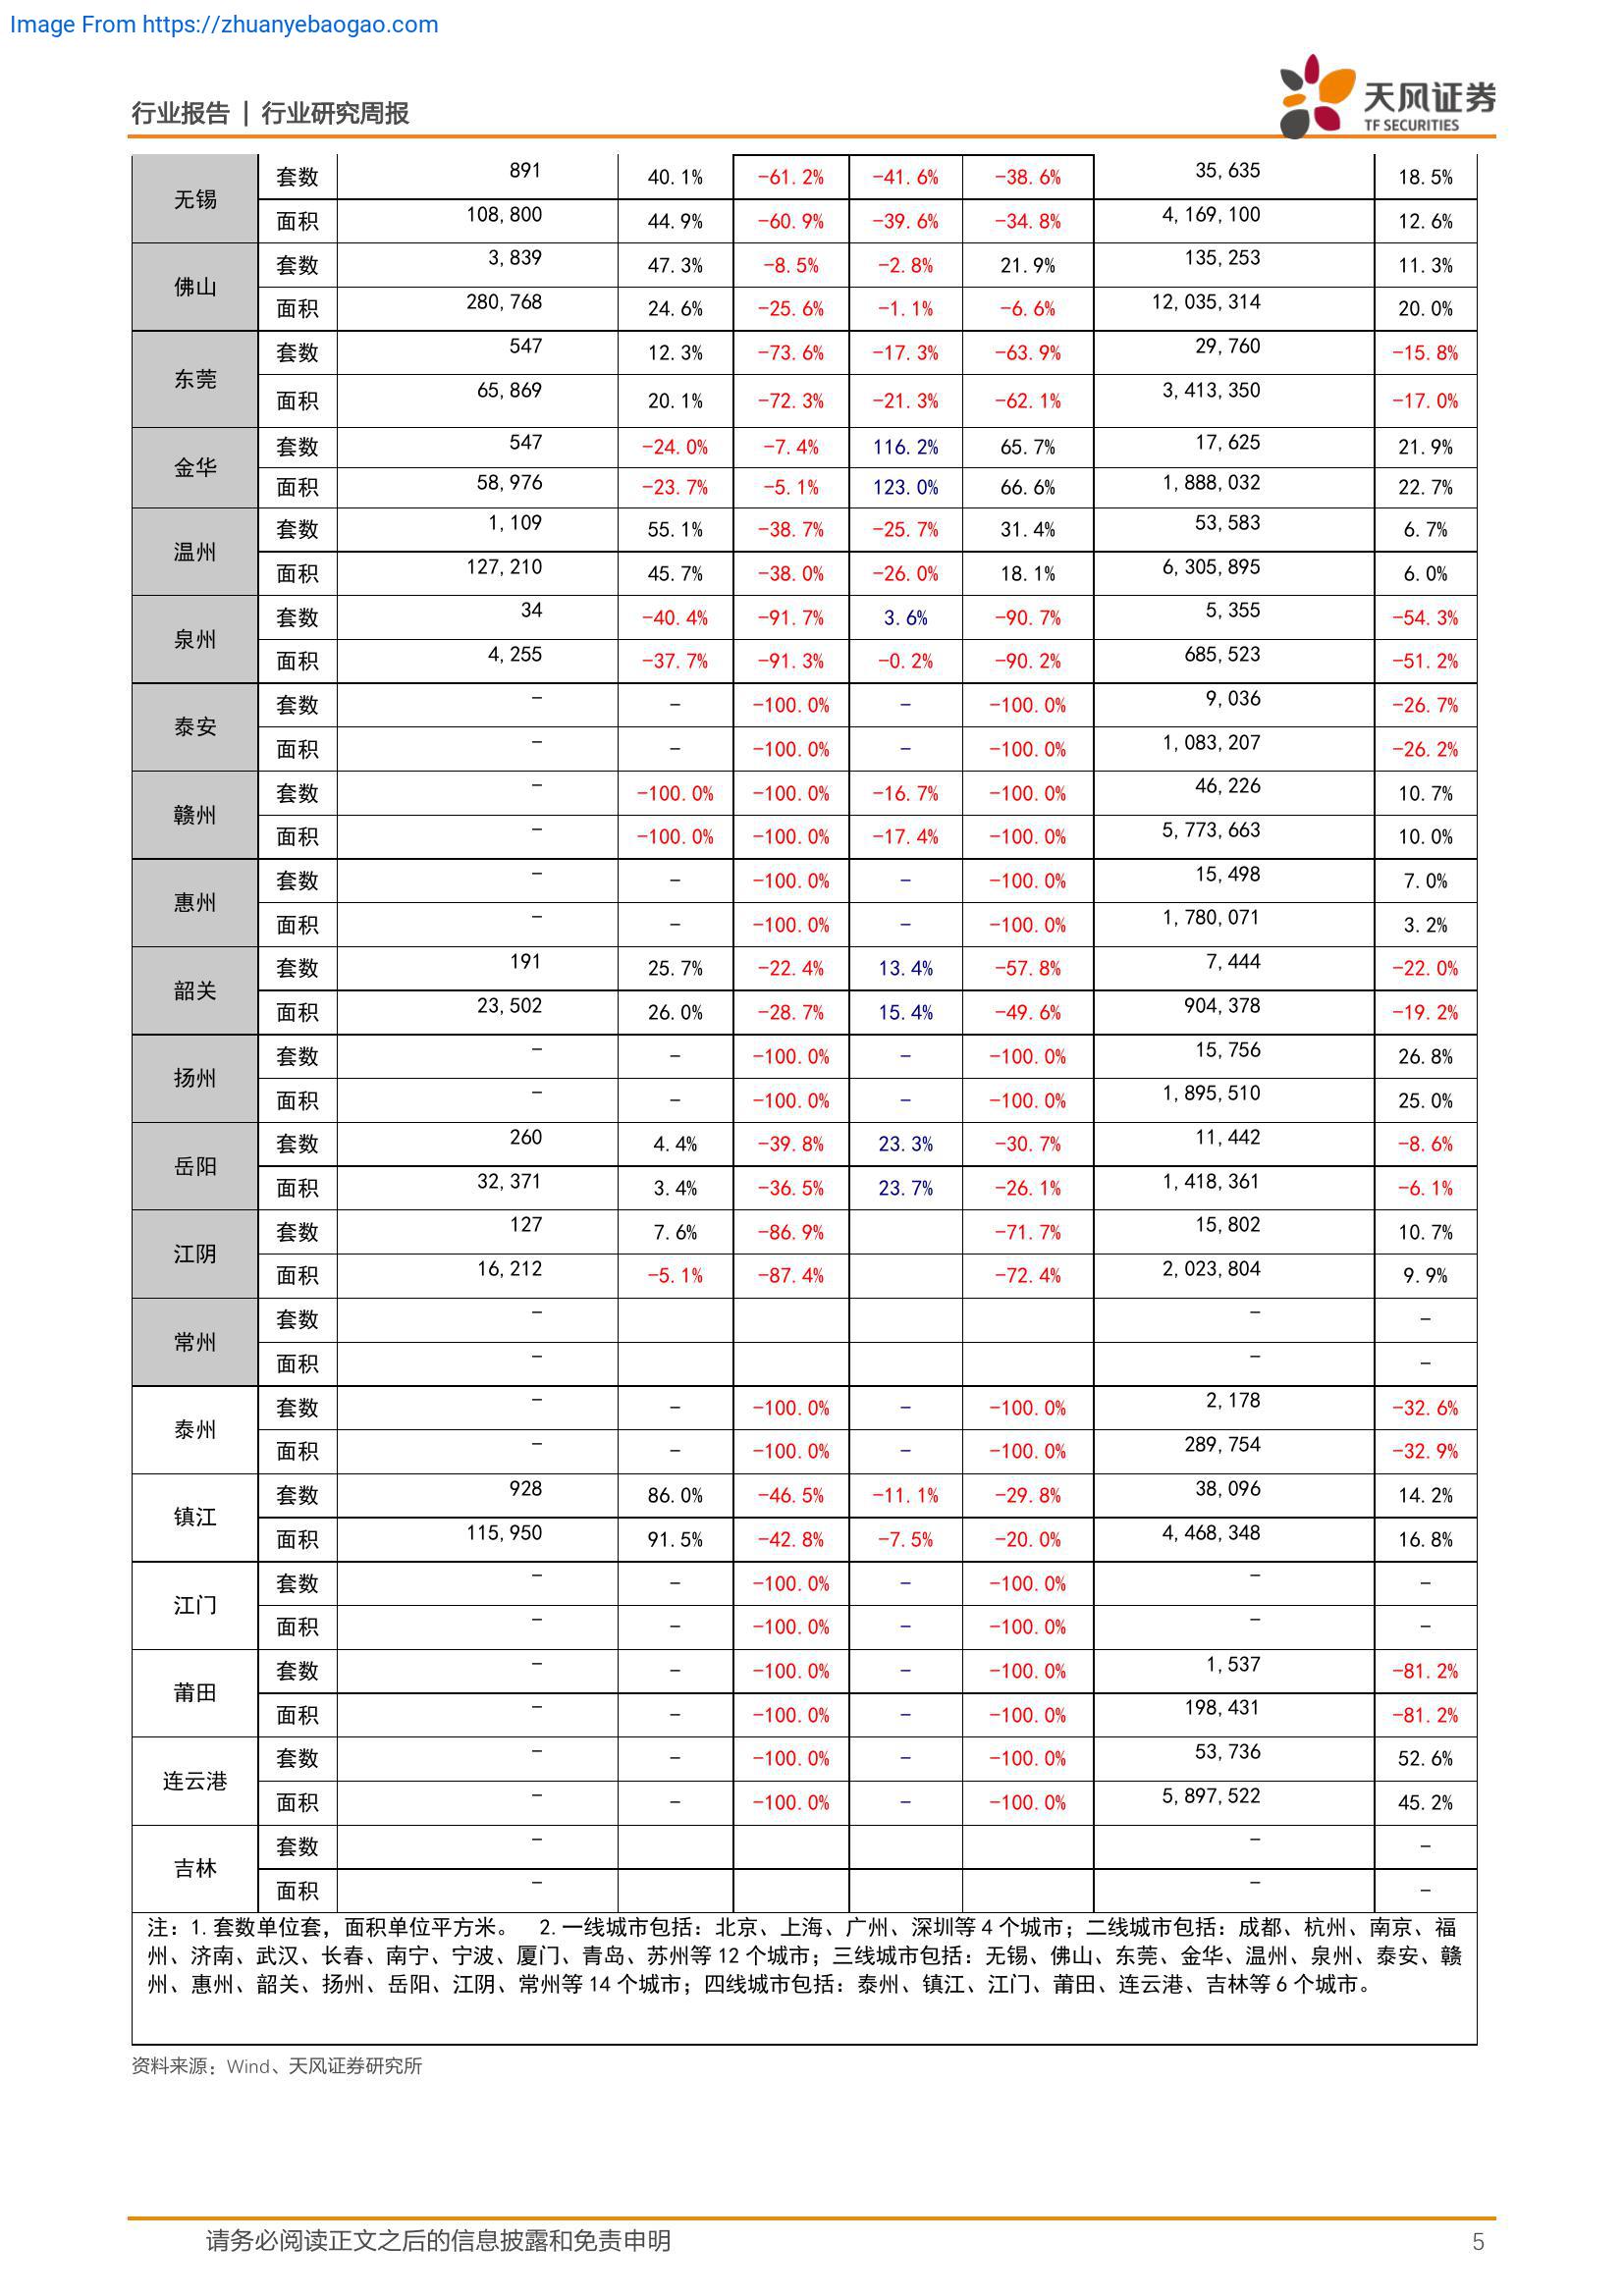 Image From https://zhuanyebaogao.com
行业报告 | 行业研究周报
天风证券
TF SECURITIES
无锡 套数 891 40.1% -61.2% -41.6% -38.6% 35,635 18.5%
面积 108,800 44.9% -60.9% -39.6% -34.8% 4,169,100 12.6%
佛山 套数 3,839 47.3% -8.5% -2.8% 21.9% 135,253 11.3%
面积 280,768 24.6% -25.6% -1.1% -6.6% 12,035,314 20.0%
东莞 套数 547 12.3% -73.6% -17.3% -63.9% 29,760 -15.8%
面积 65,869 20.1% -72.3% -21.3% -62.1% 3,413,350 -17.0%
金华 套数 547 -24.0% -7.4% 116.2% 65.7% 17,625 21.9%
面积 58,976 -23.7% -5.1% 123.0% 66.6% 1,888,032 22.7%
温州 套数 1,109 55.1% -38.7% -25.7% 31.4% 53,583 6.7%
面积 127,210 45.7% -38.0% -26.0% 18.1% 6,305,895 6.0%
泉州 套数 34 -40.4% -91.7% 3.6% -90.7% 5,355 -54.3%
面积 4,255 -37.7% -91.3% -0.2% -90.2% 685,523 -51.2%
泰安 套数 - - -100.0% - -100.0% 9,036 -26.7%
面积 - - -100.0% - -100.0% 1,083,207 -26.2%
赣州 套数 - -100.0% -100.0% -16.7% -100.0% 46,226 10.7%
面积 - -100.0% -100.0% -17.4% -100.0% 5,773,663 10.0%
惠州 套数 - - -100.0% - -100.0% 15,498 7.0%
面积 - - -100.0% - -100.0% 1,780,071 3.2%
韶关 套数 191 25.7% -22.4% 13.4% -57.8% 7,444 -22.0%
面积 23,502 26.0% -28.7% 15.4% -49.6% 904,378 -19.2%
扬州 套数 - - -100.0% - -100.0% 15,756 26.8%
面积 - - -100.0% - -100.0% 1,895,510 25.0%
岳阳 套数 260 4.4% -39.8% 23.3% -30.7% 11,442 -8.6%
面积 32,371 3.4% -36.5% 23.7% -26.1% 1,418,361 -6.1%
江阴 套数 127 7.6% -86.9% -71.7% 15,802 10.7%
面积 16,212 -5.1% -87.4% -72.4% 2,023,804 9.9%
常州 套数 - - -
面积 - - -
泰州 套数 - - -100.0% - -100.0% 2,178 -32.6%
面积 - - -100.0% - -100.0% 289,754 -32.9%
镇江 套数 928 86.0% -46.5% -11.1% -29.8% 38,096 14.2%
面积 115,950 91.5% -42.8% -7.5% -20.0% 4,468,348 16.8%
江门 套数 - - -100.0% - -100.0% - -
面积 - - -100.0% - -100.0% - -
莆田 套数 - - -100.0% - -100.0% 1,537 -81.2%
面积 - - -100.0% - -100.0% 198,431 -81.2%
连云港 套数 - - -100.0% - -100.0% 53,736 52.6%
面积 - - -100.0% - -100.0% 5,897,522 45.2%
吉林 套数 - - -
面积 - - -
注：1.套数单位套，面积单位平方米。 2.一线城市包括：北京、上海、广州、深圳等 4 个城市；二线城市包括：成都、杭州、南京、福
州、济南、武汉、长春、南宁、宁波、厦门、青岛、苏州等 12 个城市；三线城市包括：无锡、佛山、东莞、金华、温州、泉州、泰安、赣
州、惠州、韶关、扬州、岳阳、江阴、常州等 14 个城市；四线城市包括：泰州、镇江、江门、莆田、连云港、吉林等 6 个城市。
资料来源：Wind、天风证券研究所
请务必阅读正文之后的信息披露和免责申明 5